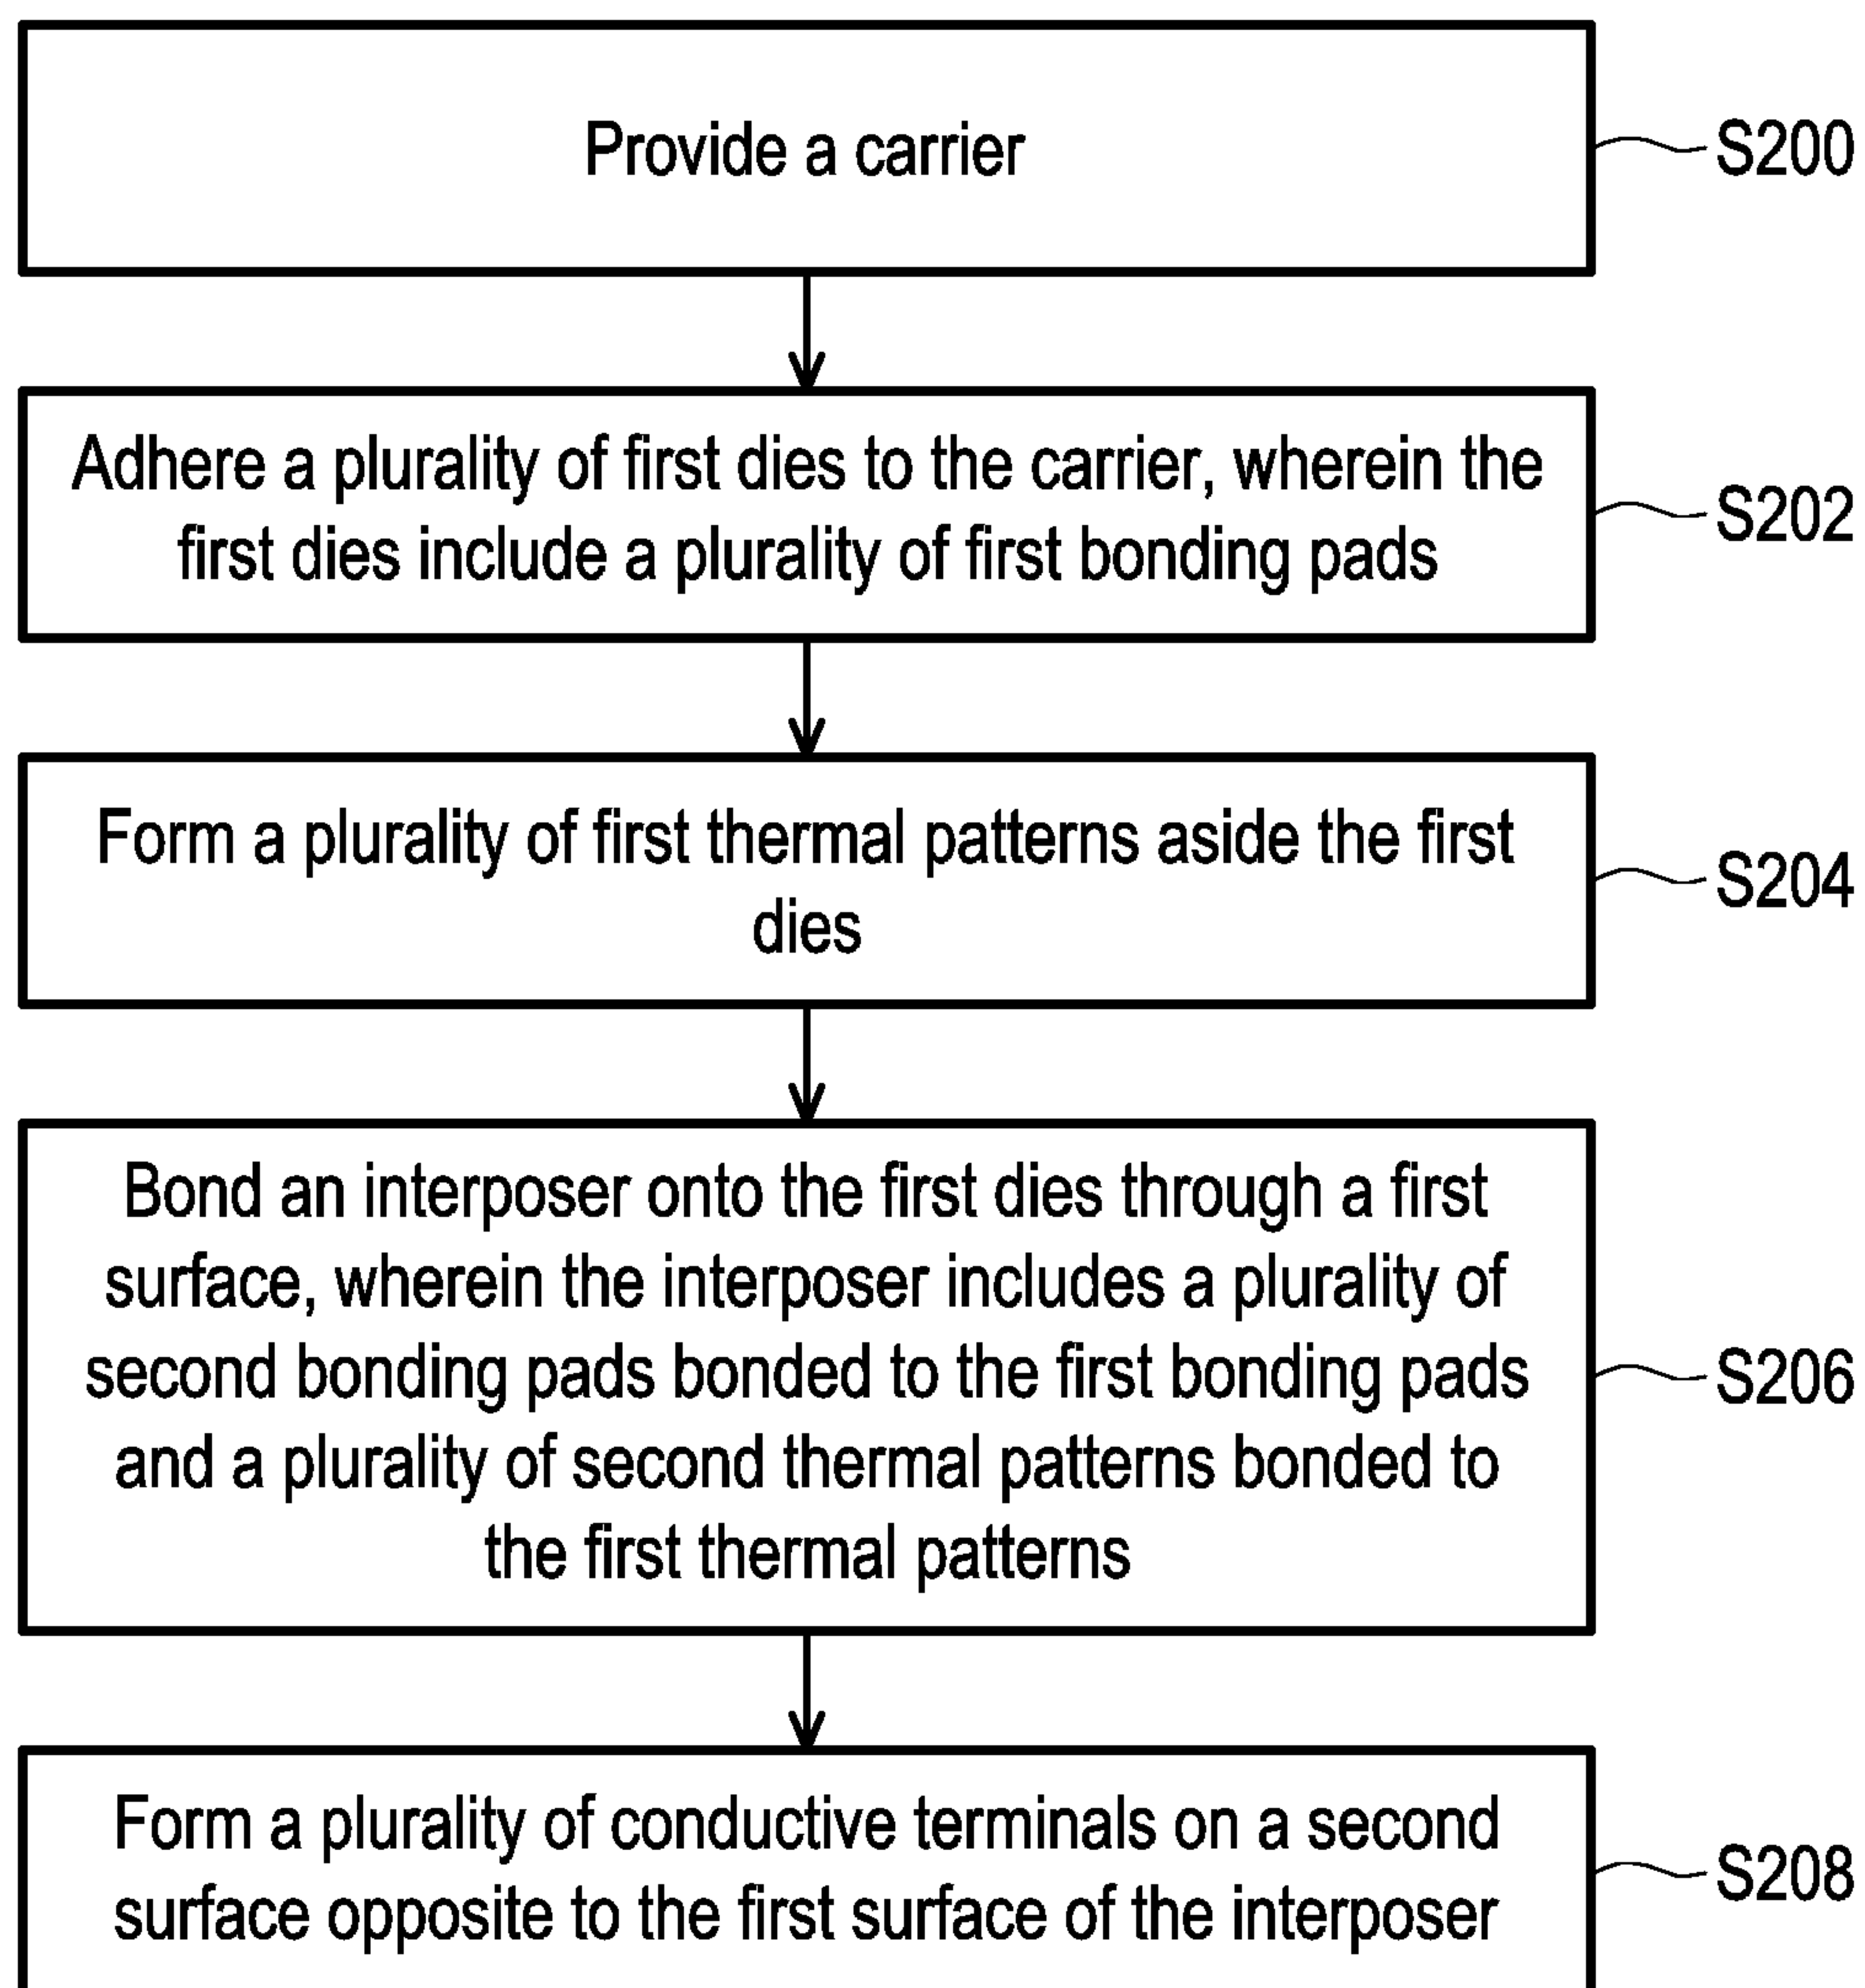 Provide a carrier
S200
Adhere a plurality of first dies to the carrier, wherein the
first dies include a plurality of first bonding pads
S202
Form a plurality of first thermal patterns aside the first
dies
S204
Bond an interposer onto the first dies through a first
surface, wherein the interposer includes a plurality of
second bonding pads bonded to the first bonding pads
and a plurality of second thermal patterns bonded to
the first thermal patterns
S206
Form a plurality of conductive terminals on a second
surface opposite to the first surface of the interposer
S208